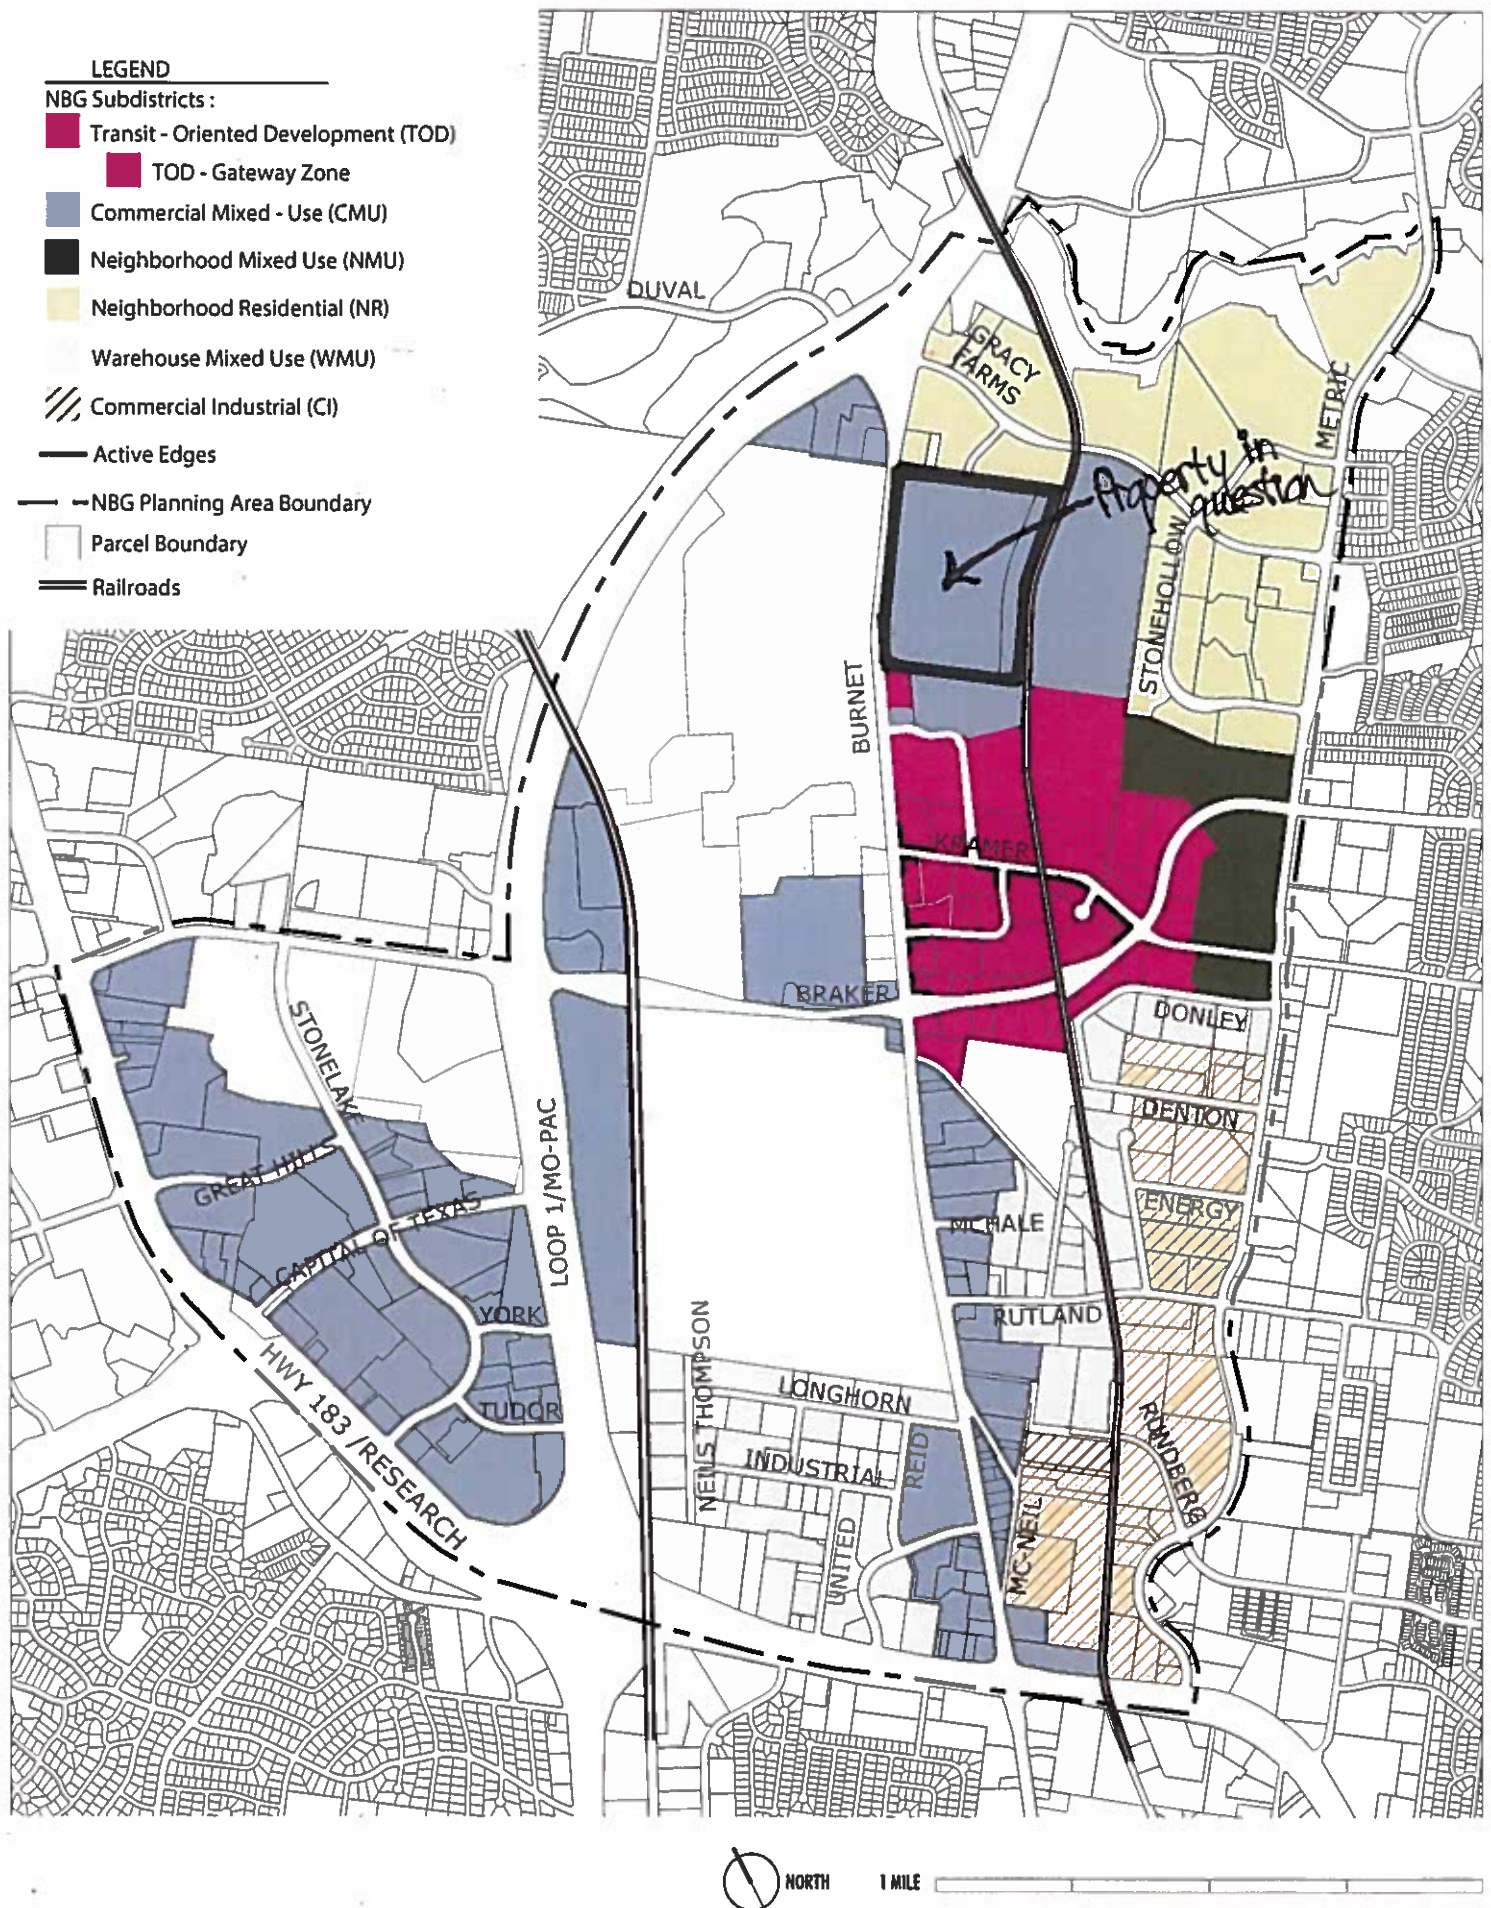 LEGEND
NBG Subdistricts :
Transit - Oriented Development (TOD)
TOD - Gateway Zone
Commercial Mixed - Use (CMU)
Neighborhood Mixed Use (NMU)
Neighborhood Residential (NR)
Warehouse Mixed Use (WMU)
Commercial Industrial (CI)
Active Edges
NBG Planning Area Boundary
Parcel Boundary
Railroads
DUVAL
GRACY
FARMS
METRIC
Property in
question
STONEHOLLOW
BURNET
KRAMER
BRAKER
DONLEY
STONELAKE
DENTON
GREAT HILLS
ENERGY
CAPITAL OF TEXAS
LOOP 1/MO-PAC
MCHALE
YORK
RUTLAND
HWY 183 /RESEARCH
NEILS THOMPSON
LONGHORN
TUDOR
REID
RUNDBERG
INDUSTRIAL
UNITED
MC-NEIL
NORTH
1 MILE